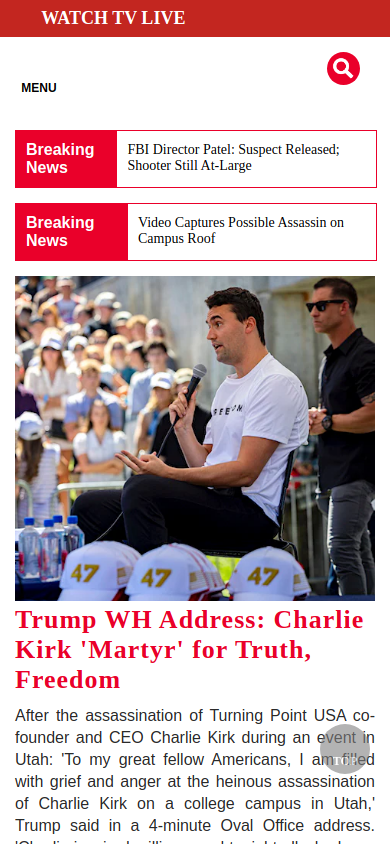 WATCH TV LIVE
MENU
Breaking
News
FBI Director Patel: Suspect Released;
Shooter Still At-Large
Breaking
News
Video Captures Possible Assassin on
Campus Roof
FREEDOM
47
47
47
Trump WH Address: Charlie
Kirk 'Martyr' for Truth,
Freedom
After the assassination of Turning Point USA co-
founder and CEO Charlie Kirk during an event in
Utah: 'To my great fellow Americans, I am filled
TOP
with grief and anger at the heinous assassination
of Charlie Kirk on a college campus in Utah,'
Trump said in a 4-minute Oval Office address.